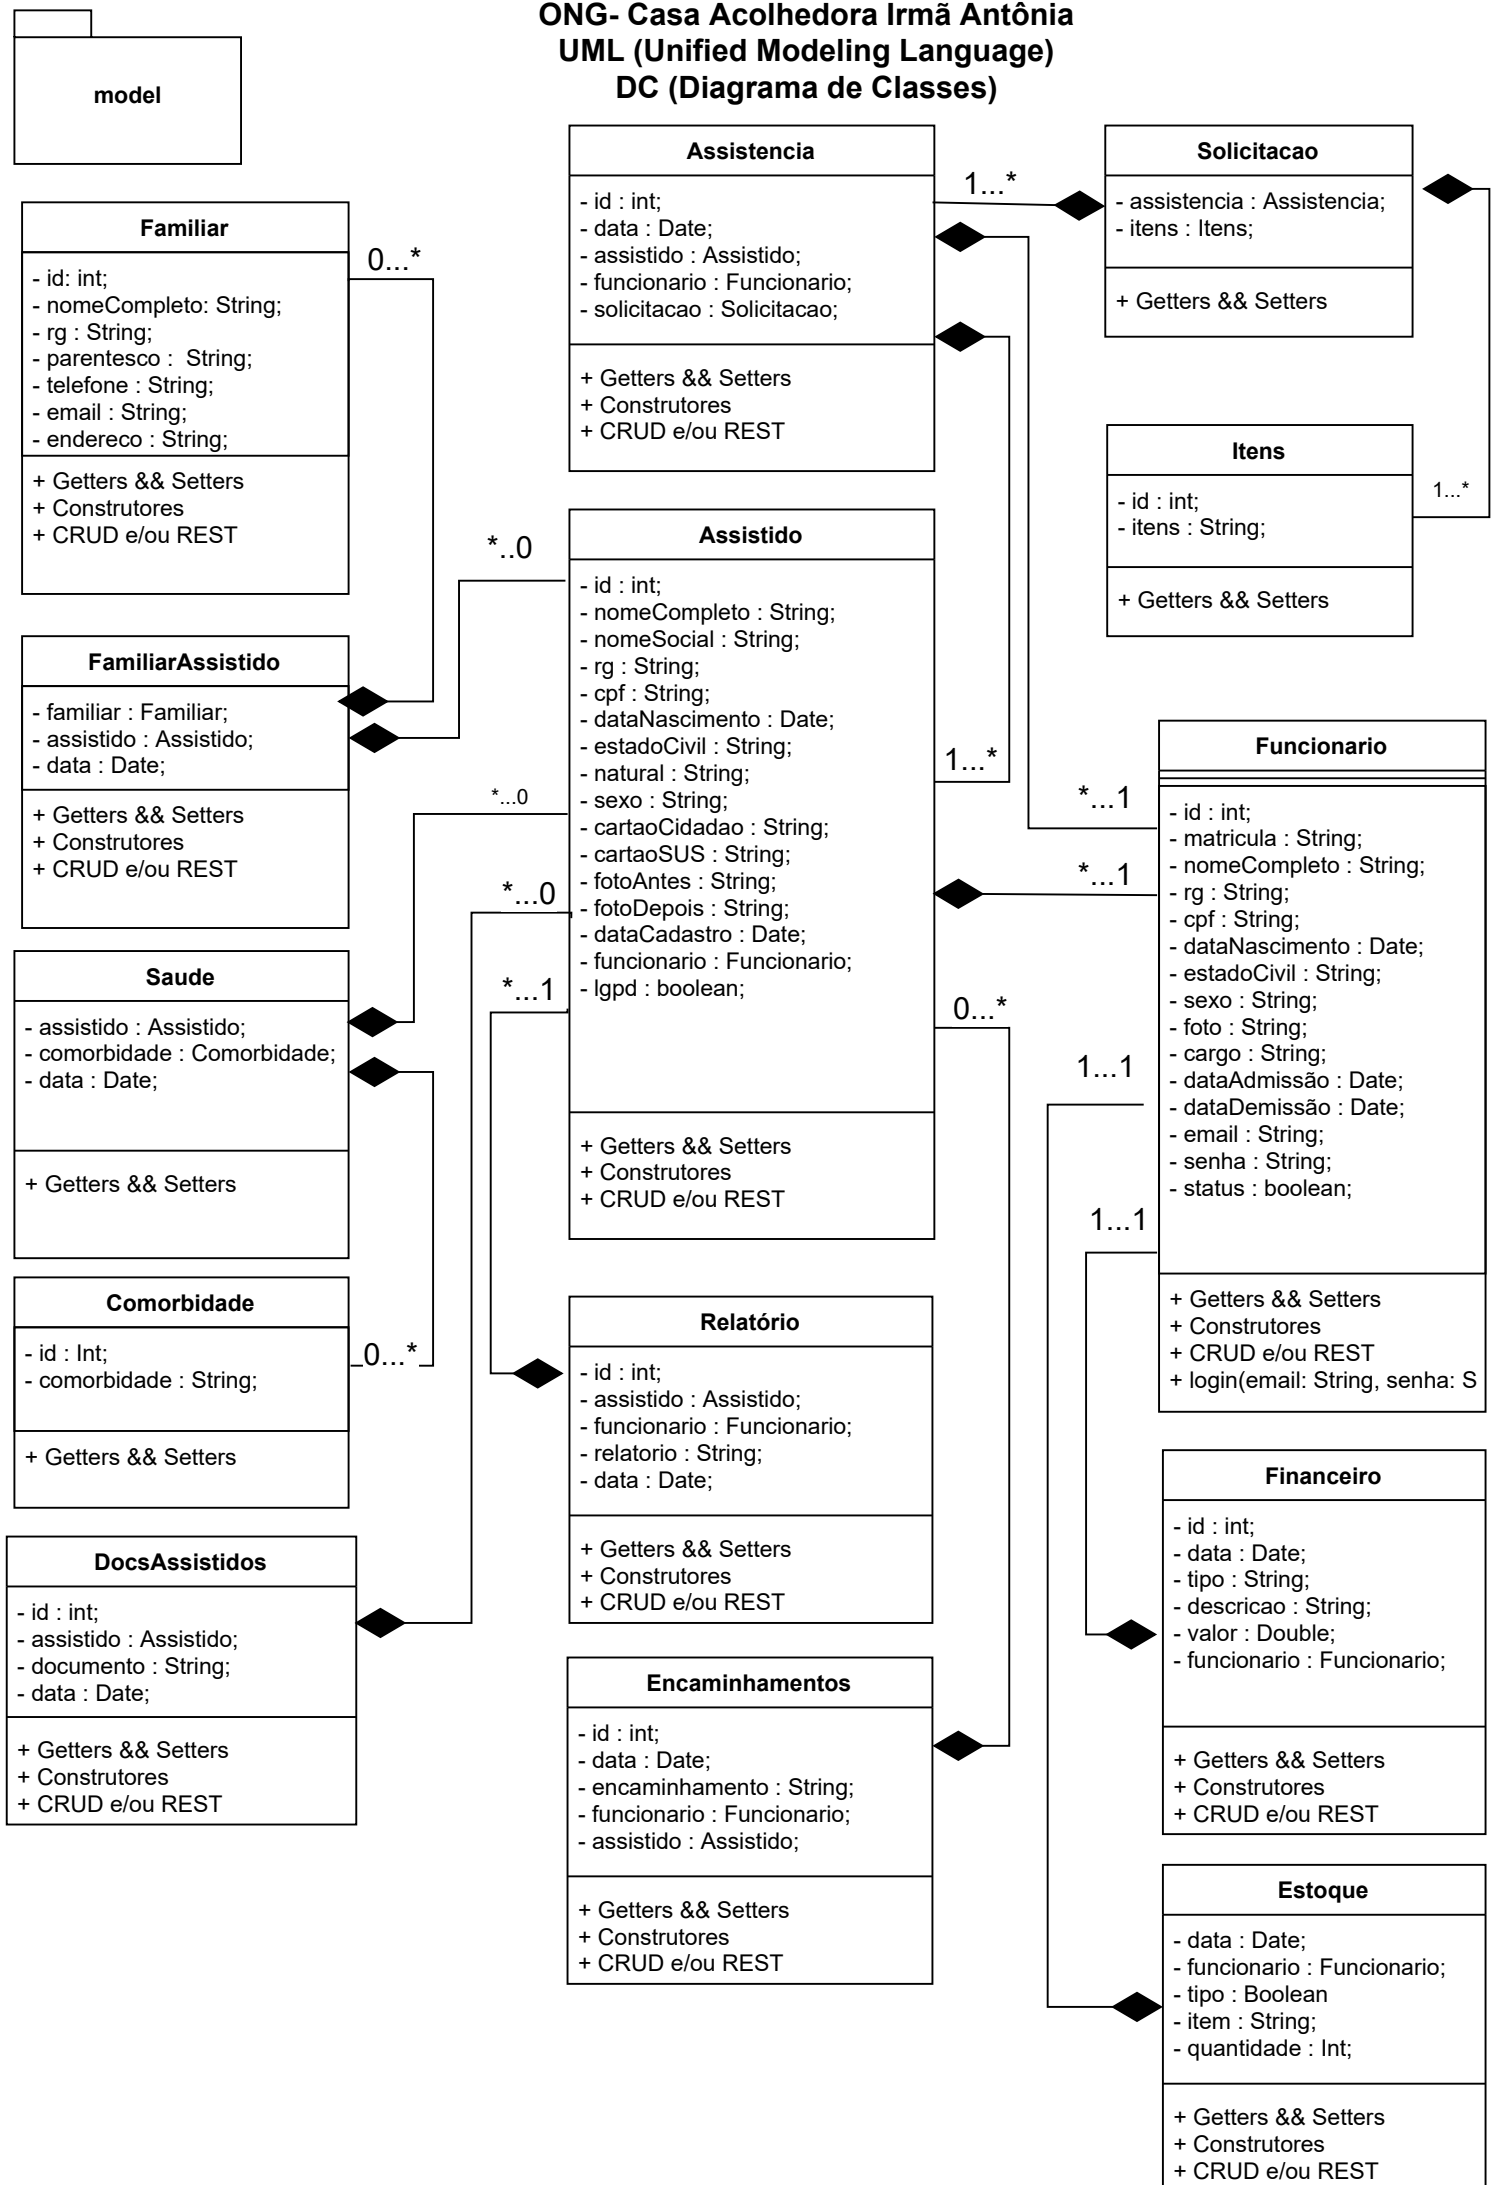 ONG- Casa Acolhedora Irmã Antônia
UML (Unified Modeling Language)
DC (Diagrama de Classes)
model
Familiar
- id: int;
- nomeCompleto: String;
- rg : String;
- parentesco :  String;
- telefone : String;
- email : String;
- endereco : String;
+ Getters && Setters
+ Construtores
+ CRUD e/ou REST
0...*
FamiliarAssistido
- familiar : Familiar;
- assistido : Assistido;
- data : Date;
+ Getters && Setters
+ Construtores
+ CRUD e/ou REST
*..0
Saude
- assistido : Assistido;
- comorbidade : Comorbidade;
- data : Date;
+ Getters && Setters
*...0
Comorbidade
- id : Int;
- comorbidade : String;
+ Getters && Setters
0...*
DocsAssistidos
- id : int;
- assistido : Assistido;
- documento : String;
- data : Date;
+ Getters && Setters
+ Construtores
+ CRUD e/ou REST
*...0
*...1
Assistencia
- id : int;
- data : Date;
- assistido : Assistido;
- funcionario : Funcionario;
- solicitacao : Solicitacao;
+ Getters && Setters
+ Construtores
+ CRUD e/ou REST
1...*
Assistido
- id : int;
- nomeCompleto : String;
- nomeSocial : String;
- rg : String;
- cpf : String;
- dataNascimento : Date;
- estadoCivil : String;
- natural : String;
- sexo : String;
- cartaoCidadao : String;
- cartaoSUS : String;
- fotoAntes : String;
- fotoDepois : String;
- dataCadastro : Date;
- funcionario : Funcionario;
- lgpd : boolean;
+ Getters && Setters
+ Construtores
+ CRUD e/ou REST
1...*
0...*
Relatório
- id : int;
- assistido : Assistido;
- funcionario : Funcionario;
- relatorio : String;
- data : Date;
+ Getters && Setters
+ Construtores
+ CRUD e/ou REST
Encaminhamentos
- id : int;
- data : Date;
- encaminhamento : String;
- funcionario : Funcionario;
- assistido : Assistido;
+ Getters && Setters
+ Construtores
+ CRUD e/ou REST
Solicitacao
- assistencia : Assistencia;
- itens : Itens;
+ Getters && Setters
Itens
- id : int;
- itens : String;
+ Getters && Setters
1...*
*...1
*...1
Funcionario
- id : int;
- matricula : String;
- nomeCompleto : String;
- rg : String;
- cpf : String;
- dataNascimento : Date;
- estadoCivil : String;
- sexo : String;
- foto : String;
- cargo : String;
- dataAdmissão : Date;
- dataDemissão : Date;
- email : String;
- senha : String;
- status : boolean;
+ Getters && Setters
+ Construtores
+ CRUD e/ou REST
+ login(email: String, senha: S
1...1
1...1
Financeiro
- id : int;
- data : Date;
- tipo : String;
- descricao : String;
- valor : Double;
- funcionario : Funcionario;
+ Getters && Setters
+ Construtores
+ CRUD e/ou REST
Estoque
- data : Date;
- funcionario : Funcionario;
- tipo : Boolean
- item : String;
- quantidade : Int;
+ Getters && Setters
+ Construtores
+ CRUD e/ou REST